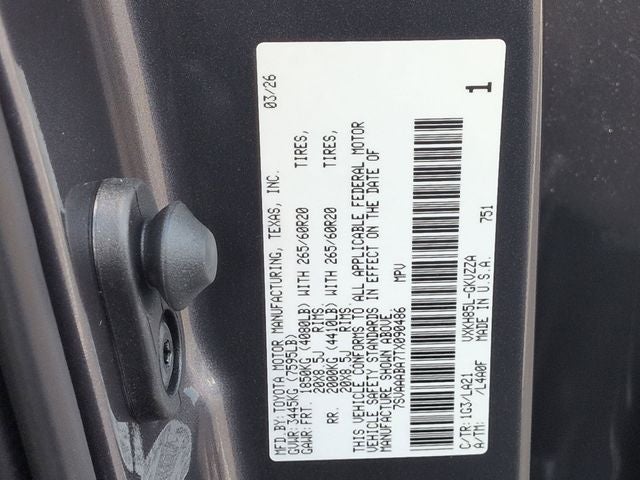 MFD.BY:TOYOTA MOTOR MANUFACTURING, TEXAS, INC. 03/26
GVWR:3445KG (7595LB)
GAWR:FRT. 1850KG (4080LB) WITH 265/60R20 TIRES,
20X8.5J RIMS
RR. 2000KG (4410LB) WITH 265/60R20 TIRES,
20X8.5J RIMS
THIS VEHICLE CONFORMS TO ALL APPLICABLE FEDERAL MOTOR
VEHICLE SAFETY STANDARDS IN EFFECT ON THE DATE OF
MANUFACTURE SHOWN ABOVE.
7SVAAABA7TX090486 MPV
C/TR:1G3/LA21 VXKH85L-GKVZZA
A/TM: /L4A0F MADE IN U.S.A.
751
1